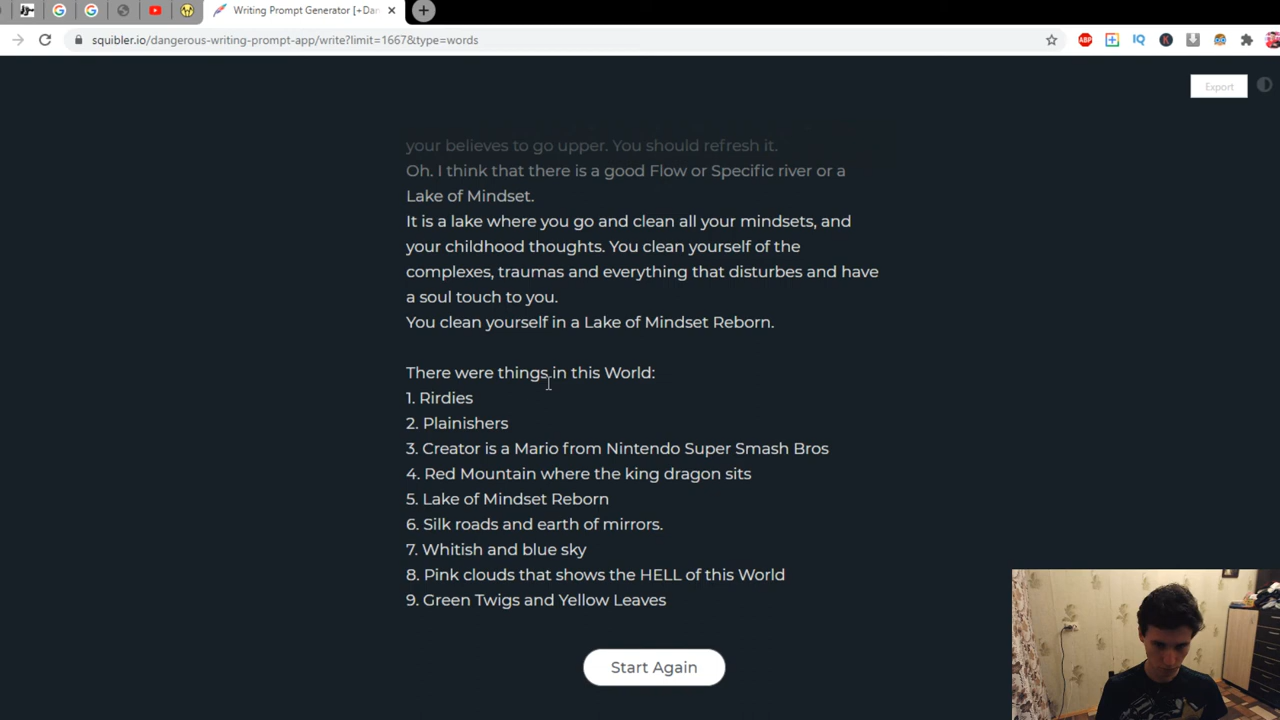 Writing Prompt Generator [+Dan
squibler.io/dangerous-writing-prompt-app/write?limit=1667&type=words
ABP
IQ
K
Export
your believes to go upper. You should refresh it.
Oh. I think that there is a good Flow or Specific river or a
Lake of Mindset.
It is a lake where you go and clean all your mindsets, and
your childhood thoughts. You clean yourself of the
complexes, traumas and everything that disturbes and have
a soul touch to you.
You clean yourself in a Lake of Mindset Reborn.
There were things in this World:
1. Rirdies
2. Plainishers
3. Creator is a Mario from Nintendo Super Smash Bros
4. Red Mountain where the king dragon sits
5. Lake of Mindset Reborn
6. Silk roads and earth of mirrors.
7. Whitish and blue sky
8. Pink clouds that shows the HELL of this World
9. Green Twigs and Yellow Leaves
Start Again